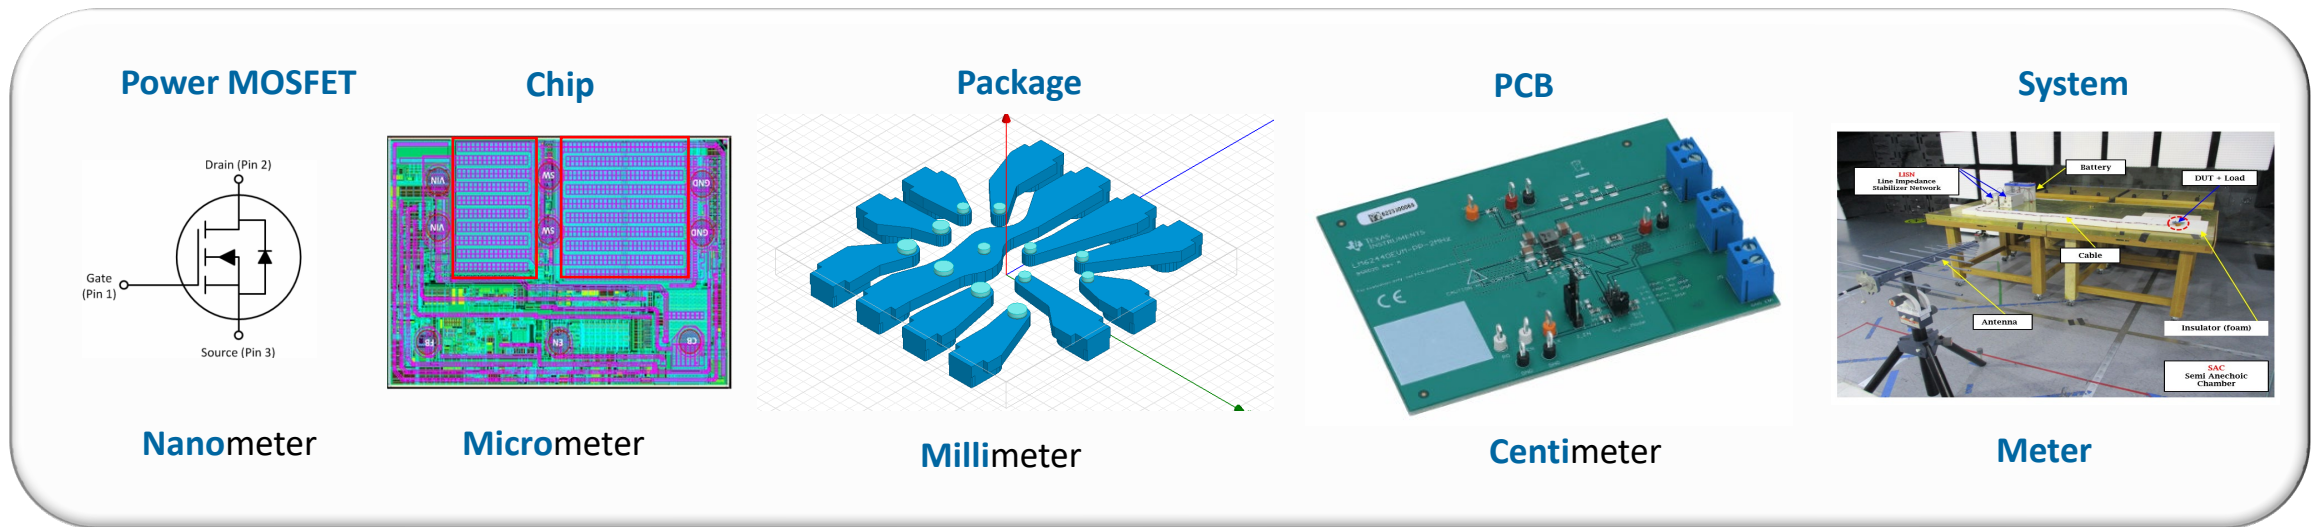 Power MOSFET
Drain (Pin 2)
Gate
(Pin 1)
Source (Pin 3)
Nanometer
Chip
VIN
SW
GND
VIN
SW
GND
FB
EN
CB
Micrometer
Package
Millimeter
PCB
TEXAS
INSTRUMENTS
CE
Centimeter
System
LISN
Line Impedance
Stabilizer Network
Battery
DUT + Load
Cable
Antenna
Insulator (foam)
SAC
Semi Anechoic
Chamber
Meter